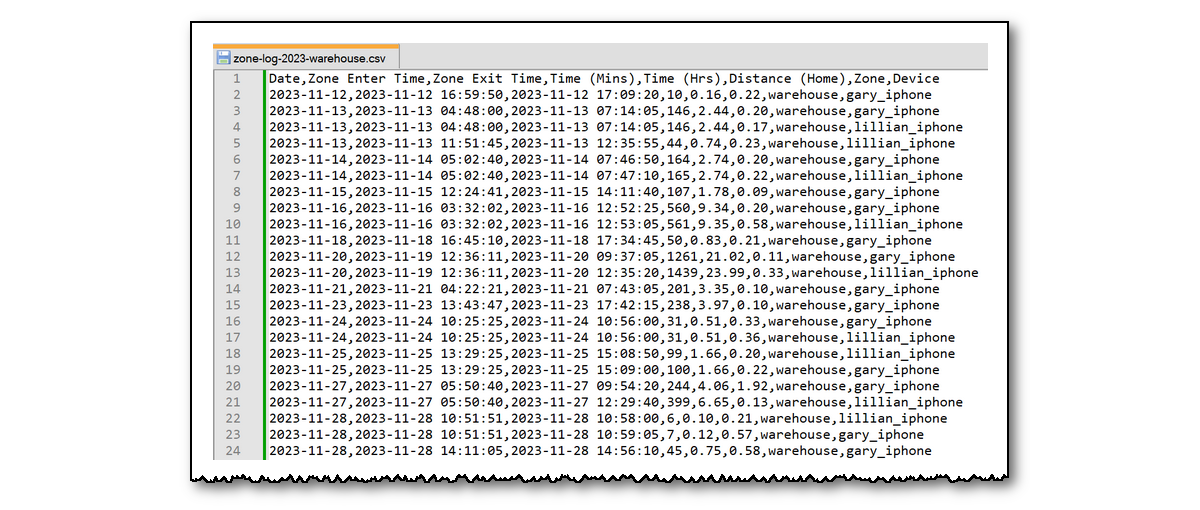 zone-log-2023-warehouse.csv
1 Date,Zone Enter Time,Zone Exit Time,Time (Mins),Time (Hrs),Distance (Home),Zone,Device
2 2023-11-12,2023-11-12 16:59:50,2023-11-12 17:09:20,10,0.16,0.22,warehouse,gary_iphone
3 2023-11-13,2023-11-13 04:48:00,2023-11-13 07:14:05,146,2.44,0.20,warehouse,gary_iphone
4 2023-11-13,2023-11-13 04:48:00,2023-11-13 07:14:05,146,2.44,0.17,warehouse,lillian_iphone
5 2023-11-13,2023-11-13 11:51:45,2023-11-13 12:35:55,44,0.74,0.23,warehouse,lillian_iphone
6 2023-11-14,2023-11-14 05:02:40,2023-11-14 07:46:50,164,2.74,0.20,warehouse,gary_iphone
7 2023-11-14,2023-11-14 05:02:40,2023-11-14 07:47:10,165,2.74,0.22,warehouse,lillian_iphone
8 2023-11-15,2023-11-15 12:24:41,2023-11-15 14:11:40,107,1.78,0.09,warehouse,gary_iphone
9 2023-11-16,2023-11-16 03:32:02,2023-11-16 12:52:25,560,9.34,0.20,warehouse,gary_iphone
10 2023-11-16,2023-11-16 03:32:02,2023-11-16 12:53:05,561,9.35,0.58,warehouse,lillian_iphone
11 2023-11-18,2023-11-18 16:45:10,2023-11-18 17:34:45,50,0.83,0.21,warehouse,gary_iphone
12 2023-11-20,2023-11-19 12:36:11,2023-11-20 09:37:05,1261,21.02,0.11,warehouse,gary_iphone
13 2023-11-20,2023-11-19 12:36:11,2023-11-20 12:35:20,1439,23.99,0.33,warehouse,lillian_iphone
14 2023-11-21,2023-11-21 04:22:21,2023-11-21 07:43:05,201,3.35,0.10,warehouse,gary_iphone
15 2023-11-23,2023-11-23 13:43:47,2023-11-23 17:42:15,238,3.97,0.10,warehouse,gary_iphone
16 2023-11-24,2023-11-24 10:25:25,2023-11-24 10:56:00,31,0.51,0.33,warehouse,gary_iphone
17 2023-11-24,2023-11-24 10:25:25,2023-11-24 10:56:00,31,0.51,0.36,warehouse,lillian_iphone
18 2023-11-25,2023-11-25 13:29:25,2023-11-25 15:08:50,99,1.66,0.20,warehouse,lillian_iphone
19 2023-11-25,2023-11-25 13:29:25,2023-11-25 15:09:00,100,1.66,0.22,warehouse,gary_iphone
20 2023-11-27,2023-11-27 05:50:40,2023-11-27 09:54:20,244,4.06,1.92,warehouse,gary_iphone
21 2023-11-27,2023-11-27 05:50:40,2023-11-27 12:29:40,399,6.65,0.13,warehouse,lillian_iphone
22 2023-11-28,2023-11-28 10:51:51,2023-11-28 10:58:00,6,0.10,0.21,warehouse,lillian_iphone
23 2023-11-28,2023-11-28 10:51:51,2023-11-28 10:59:05,7,0.12,0.57,warehouse,gary_iphone
24 2023-11-28,2023-11-28 14:11:05,2023-11-28 14:56:10,45,0.75,0.58,warehouse,gary_iphone